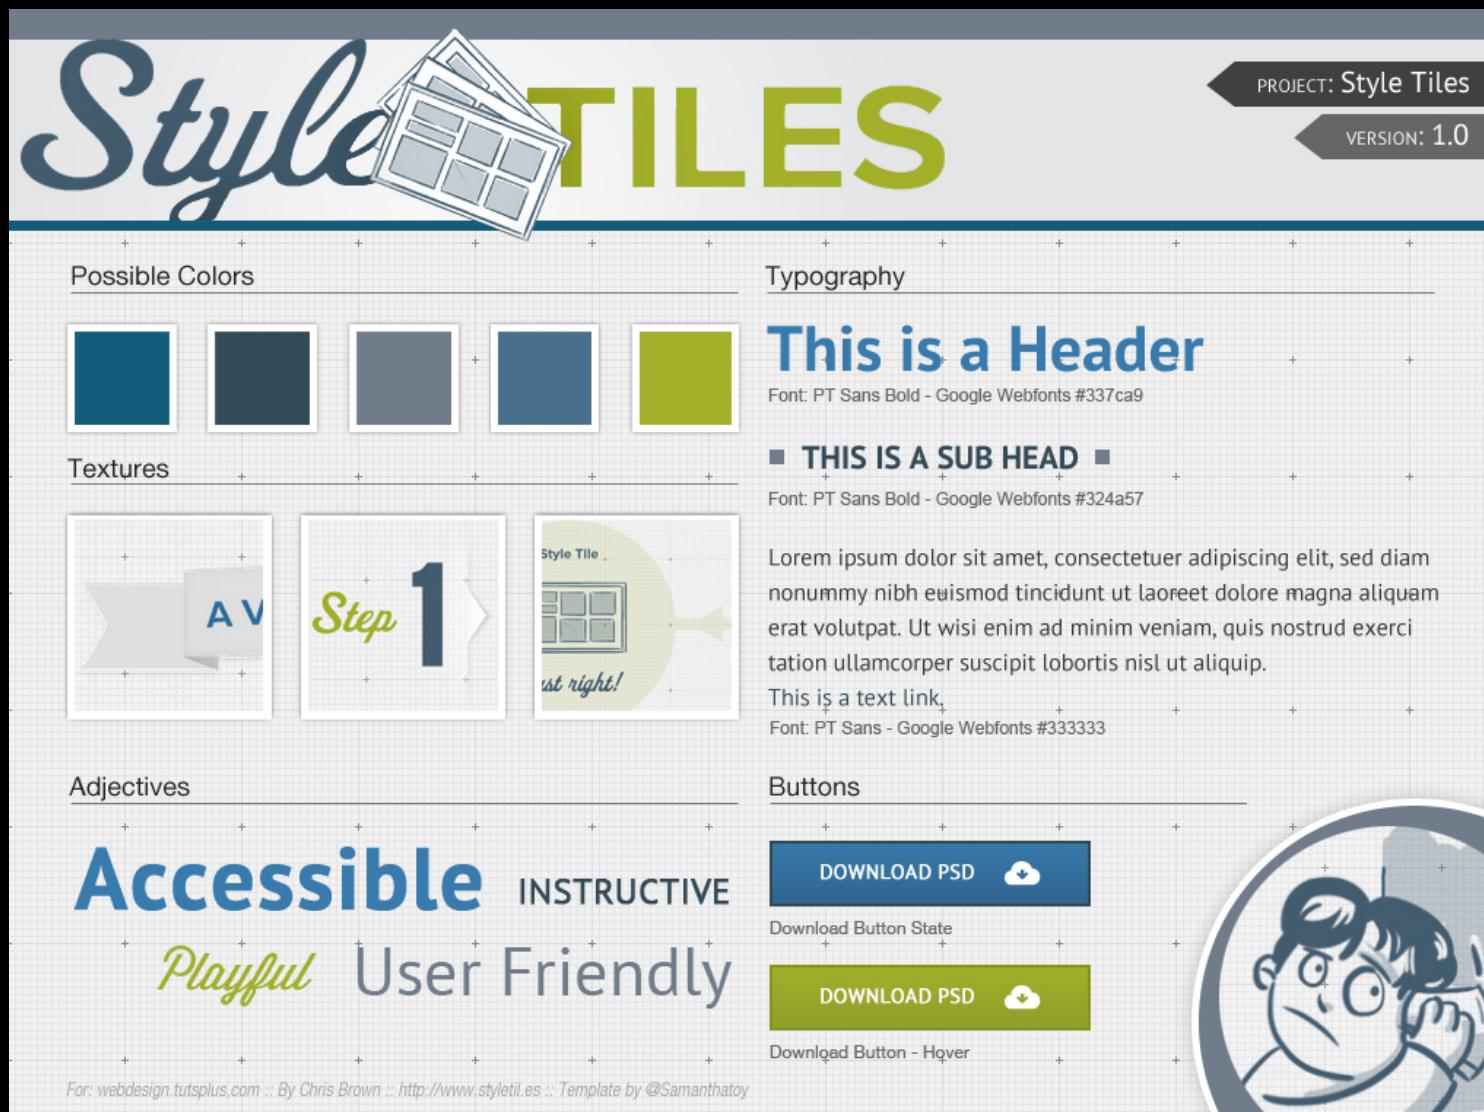 Style TILES
PROJECT: Style Tiles
VERSION: 1.0
Possible Colors
Textures
A V
Step 1
Style Tile
ust right!
Adjectives
Accessible INSTRUCTIVE
Playful User Friendly
For: webdesign.tutsplus.com :: By Chris Brown :: http://www.styletil.es :: Template by @Samanthatoy
Typography
This is a Header
Font: PT Sans Bold - Google Webfonts #337ca9
THIS IS A SUB HEAD
Font: PT Sans Bold - Google Webfonts #324a57
Lorem ipsum dolor sit amet, consectetuer adipiscing elit, sed diam
nonummy nibh euismod tincidunt ut laoreet dolore magna aliquam
erat volutpat. Ut wisi enim ad minim veniam, quis nostrud exerci
tation ullamcorper suscipit lobortis nisl ut aliquip.
This is a text link.
Font: PT Sans - Google Webfonts #333333
Buttons
DOWNLOAD PSD
Download Button State
DOWNLOAD PSD
Download Button - Hover